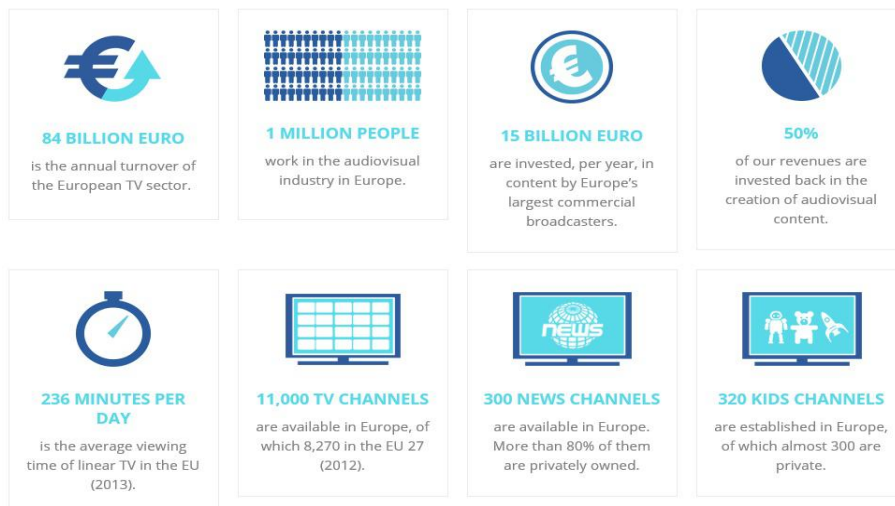 84 BILLION EURO
is the annual turnover of
the European TV sector.
1 MILLION PEOPLE
work in the audiovisual
industry in Europe.
15 BILLION EURO
are invested, per year, in
content by Europe's
largest commercial
broadcasters.
50%
of our revenues are
invested back in the
creation of audiovisual
content.
236 MINUTES PER
DAY
is the average viewing
time of linear TV in the EU
(2013).
11,000 TV CHANNELS
are available in Europe, of
which 8,270 in the EU 27
(2012).
news
300 NEWS CHANNELS
are available in Europe.
More than 80% of them
are privately owned.
320 KIDS CHANNELS
are established in Europe,
of which almost 300 are
private.